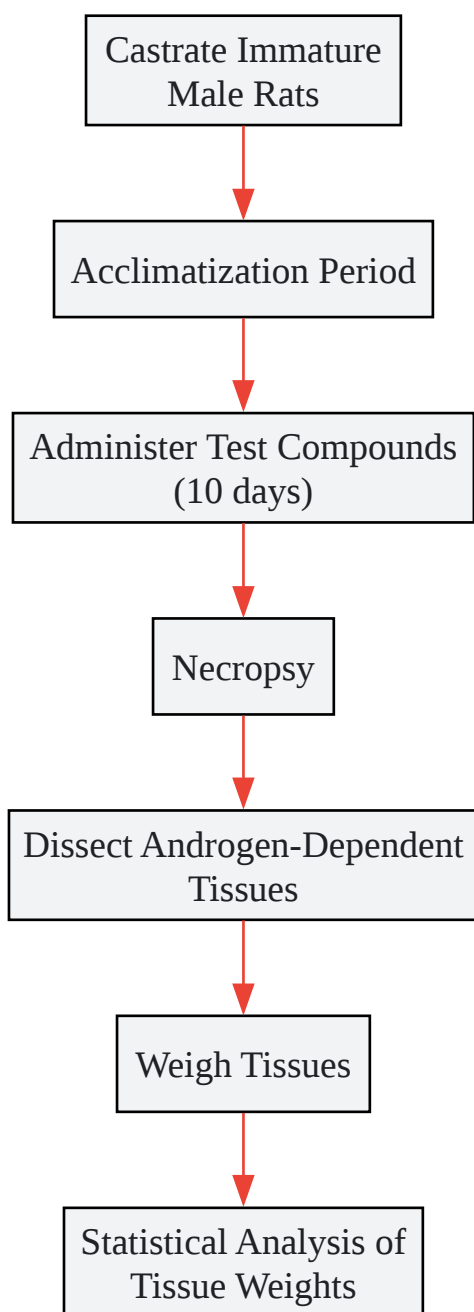 Castrate Immature
Male Rats
Acclimatization Period
Administer Test Compounds
(10 days)
Necropsy
Dissect Androgen-Dependent
Tissues
Weigh Tissues
Statistical Analysis of
Tissue Weights